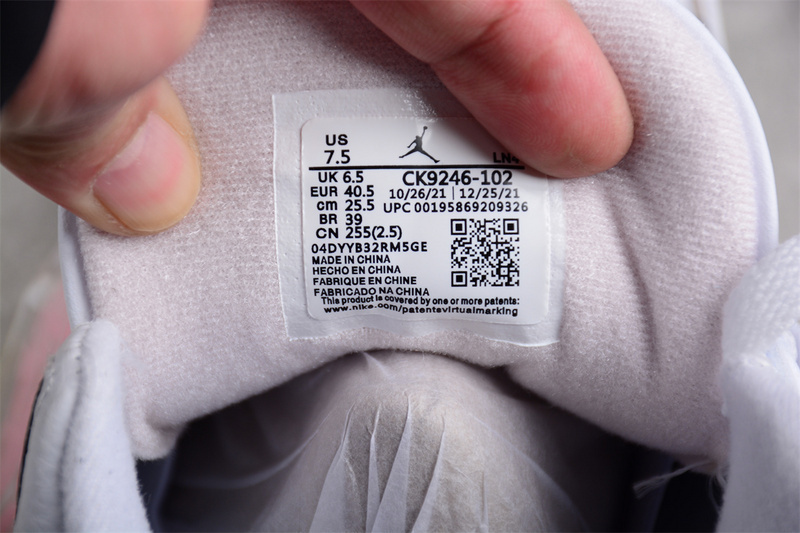 US
7.5
LN4
UK 6.5
CK9246-102
EUR 40.5
10/26/21 | 12/25/21
cm 25.5
UPC 00195869209326
BR 39
CN 255(2.5)
04DYYB32RM5GE
MADE IN CHINA
HECHO EN CHINA
FABRIQUE EN CHINE
FABRICADO NA CHINA
This product is covered by one or more patents:
www.nike.com/patentsvirtualmarking